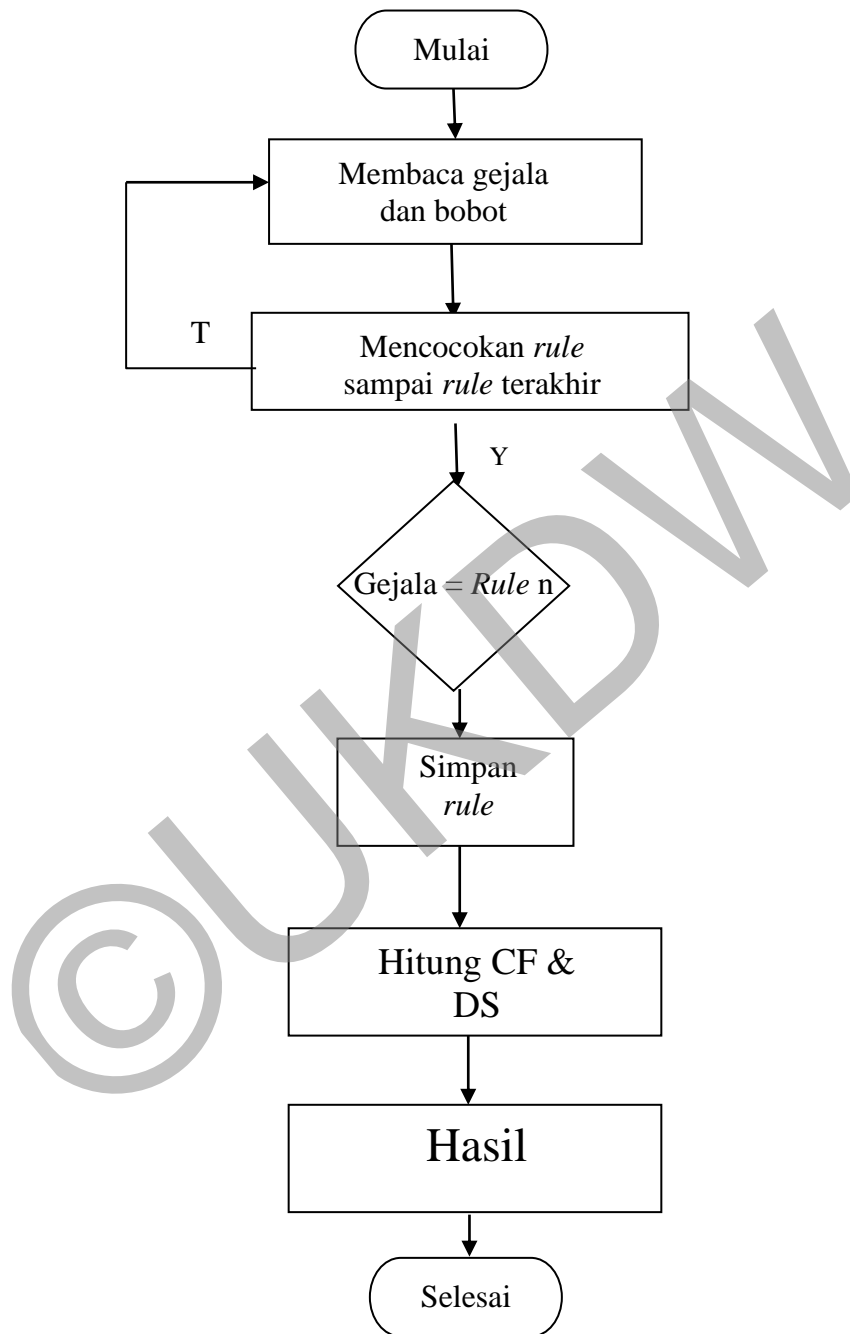 Mulai
Membaca gejala
dan bobot
T
Mencocokan rule
sampai rule terakhir
Y
Gejala = Rule n
Simpan
rule
Hitung CF &
DS
Hasil
Selesai
©UKDW